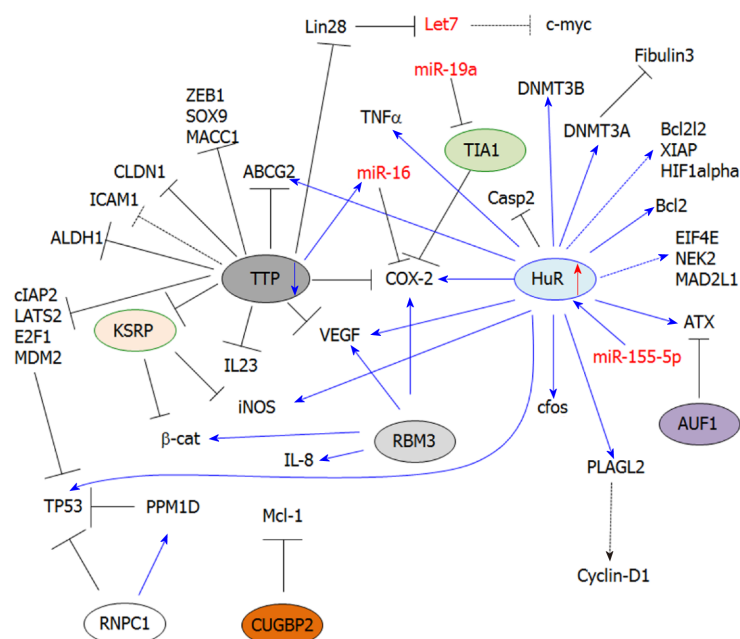 Lin28
Let7
c-myc
Fibulin3
miR-19a
DNMT3B
ZEB1
SOX9
MACC1
TNFα
DNMT3A
Bcl2l2
XIAP
HIF1alpha
TIA1
CLDN1
ABCG2
miR-16
ICAM1
Casp2
Bcl2
ALDH1
EIF4E
NEK2
MAD2L1
TTP
COX-2
HuR
cIAP2
LATS2
E2F1
MDM2
KSRP
VEGF
ATX
IL23
miR-155-5p
iNOS
cfos
AUF1
β-cat
RBM3
IL-8
PLAGL2
TP53
PPM1D
Mcl-1
Cyclin-D1
RNPC1
CUGBP2